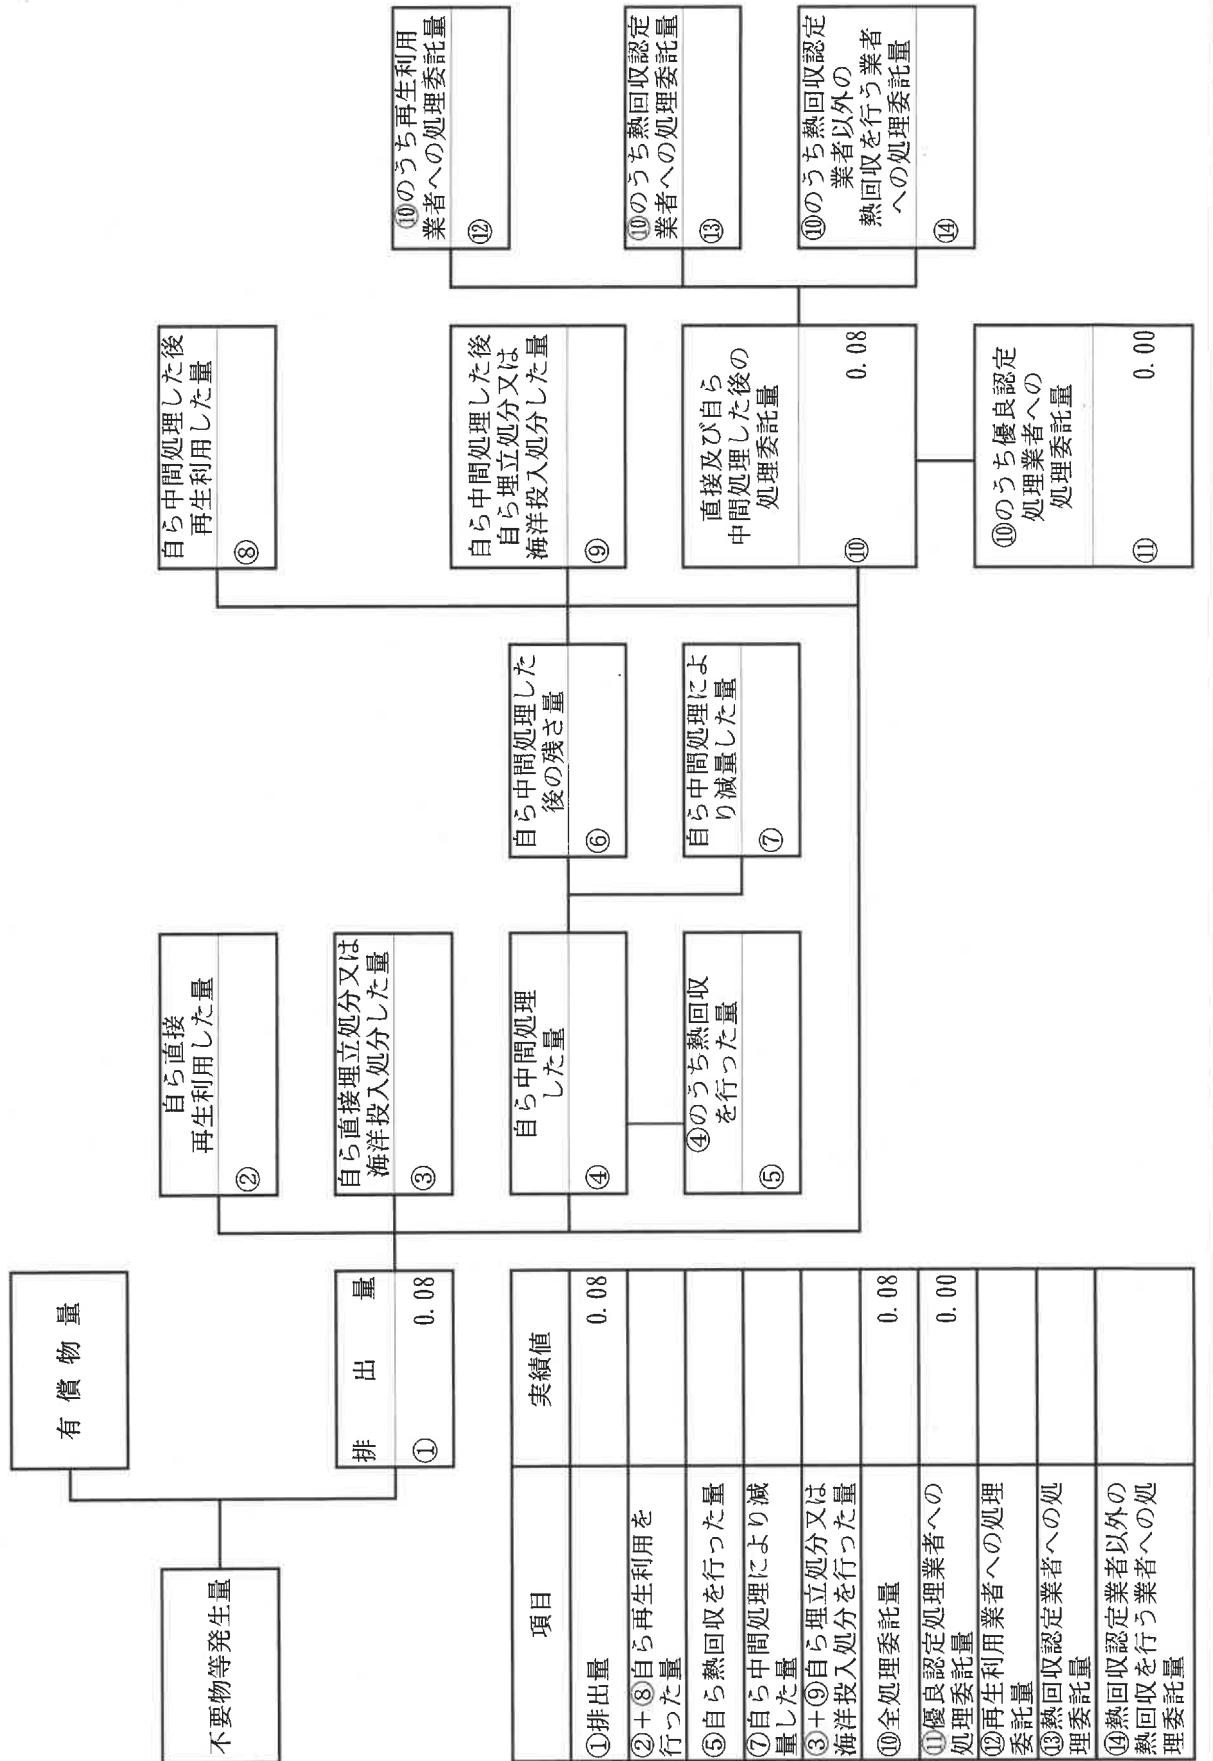 不要物等発生量
有償物量
排出量
① 0.08
自ら直接
再生利用した量
②
自ら直接埋立処分又は
海洋投入処分した量
③
自ら中間処理
した量
④
④のうち熱回収
を行った量
⑤
自ら中間処理した
後の残さ量
⑥
自ら中間処理によ
り減量した量
⑦
自ら中間処理した後
再生利用した量
⑧
自ら中間処理した後
自ら埋立処分又は
海洋投入処分した量
⑨
直接及び自ら
中間処理した後の
処理委託量
⑩ 0.08
⑩のうち優良認定
処理業者への
処理委託量
⑪ 0.00
⑩のうち再生利用
業者への処理委託量
⑫
⑩のうち熱回収認定
業者への処理委託量
⑬
⑩のうち熱回収認定
業者以外の
熱回収を行う業者
への処理委託量
⑭
項目 実績値
①排出量 0.08
②+⑧自ら再生利用を
行った量
⑤自ら熱回収を行った量
⑦自ら中間処理により減
量した量
③+⑨自ら埋立処分又は
海洋投入処分を行った量
⑩全処理委託量 0.08
⑪優良認定処理業者への
処理委託量 0.00
⑫再生利用業者への処理
委託量
⑬熱回収認定業者への処
理委託量
⑭熱回収認定業者以外の
熱回収を行う業者への処
理委託量